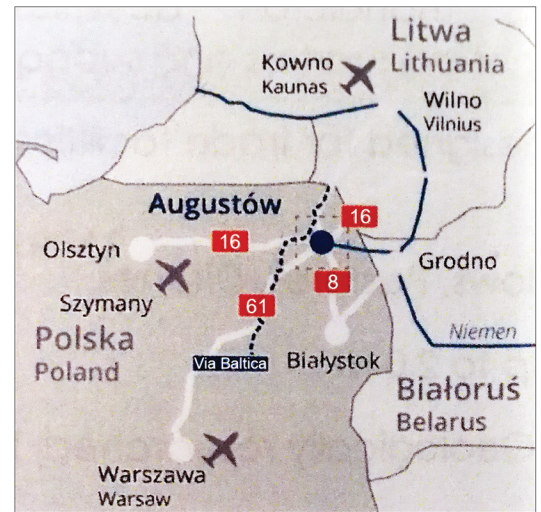 Litwa
Lithuania
Kowno
Kaunas
Wilno
Vilnius
Augustów
16
Olsztyn
16
Grodno
Szymany
8
61
Polska
Poland
Niemen
Via Baltica
Białystok
Białoruś
Belarus
Warszawa
Warsaw